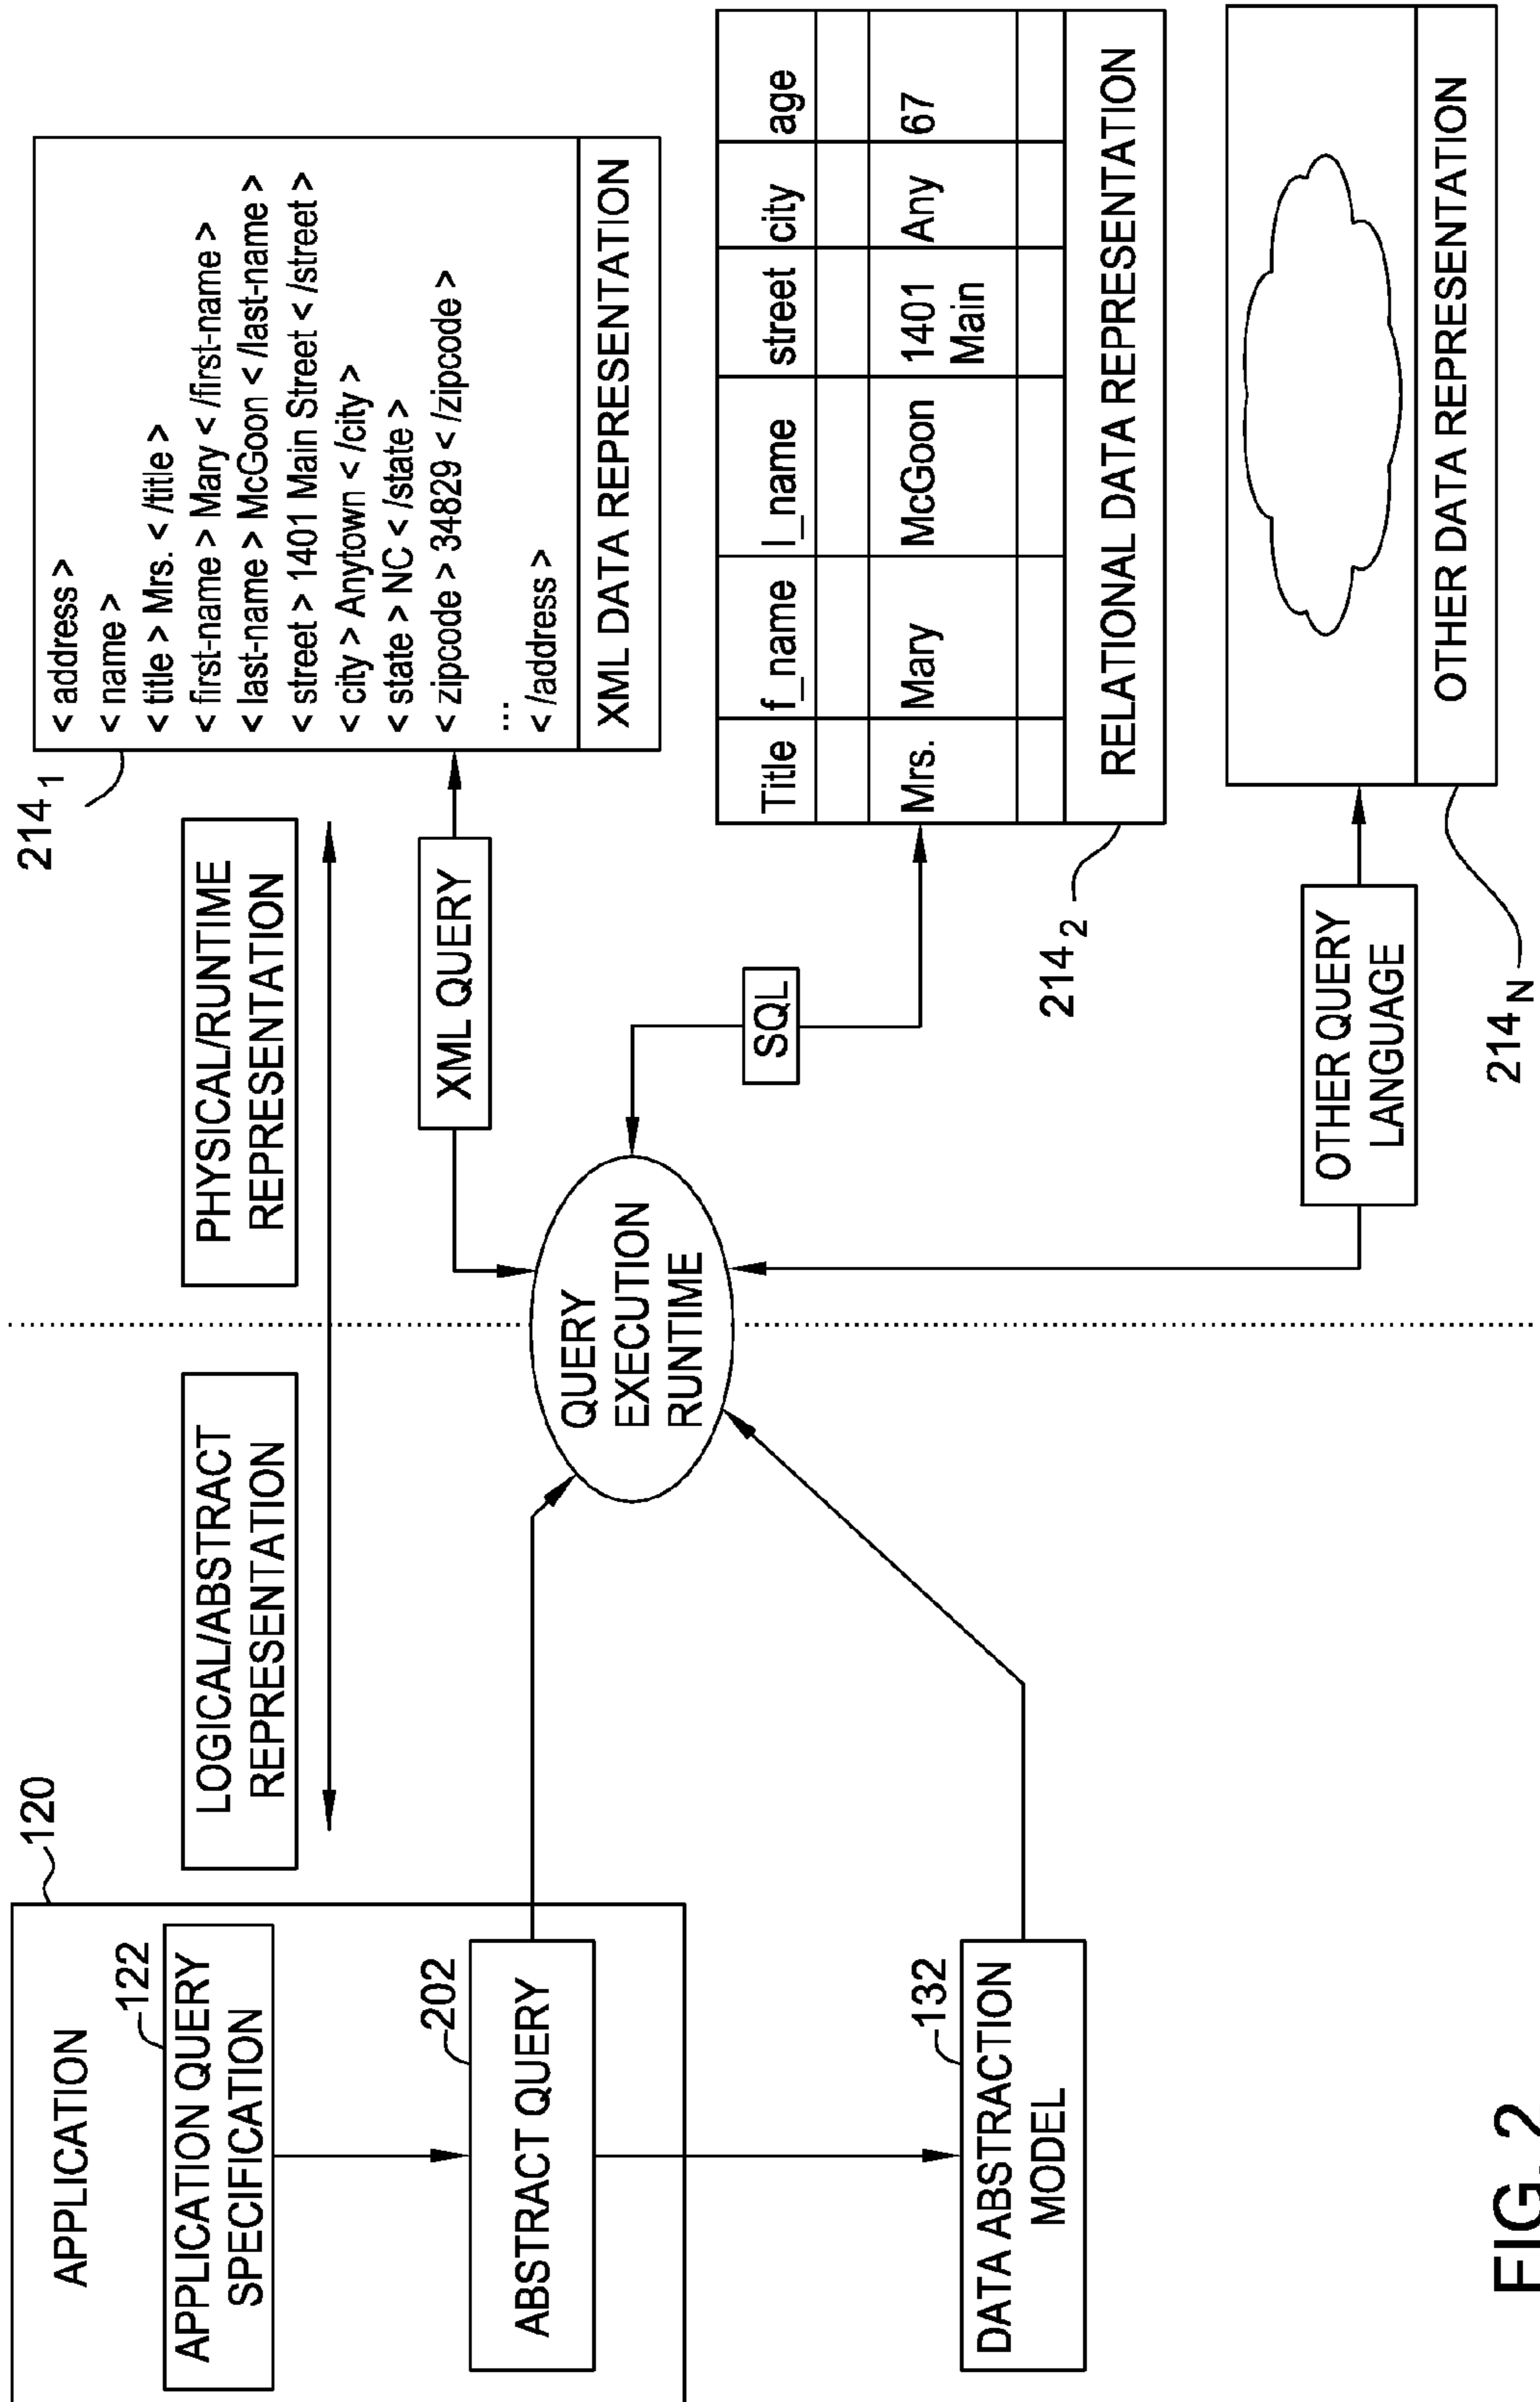 APPLICATION
120
APPLICATION QUERY
SPECIFICATION
122
ABSTRACT QUERY
202
DATA ABSTRACTION
MODEL
132
LOGICAL/ABSTRACT
REPRESENTATION
PHYSICAL/RUNTIME
REPRESENTATION
QUERY
EXECUTION
RUNTIME
XML QUERY
SQL
OTHER QUERY
LANGUAGE
214 1
< address >
< name >
< title > Mrs. < /title >
< first-name > Mary < /first-name >
< last-name > McGoon < /last-name >
< street > 1401 Main Street < /street >
< city > Anytown < /city >
< state > NC < /state >
< zipcode > 34829 < /zipcode >
...
< /address >
XML DATA REPRESENTATION
Title f_name l_name street city age
Mrs. Mary McGoon 1401 Any 67
Main
RELATIONAL DATA REPRESENTATION
214 2
OTHER DATA REPRESENTATION
214 N
FIG. 2